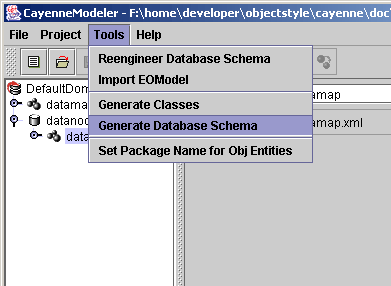 CayenneModeler - F:\home\developer\objectstyle\cayenne\doc
File Project Tools Help
Reengineer Database Schema
Import EOModel
Generate Classes
Generate Database Schema
Set Package Name for Obj Entities
DefaultDom
datama
datanod
data
amap
amap.xml